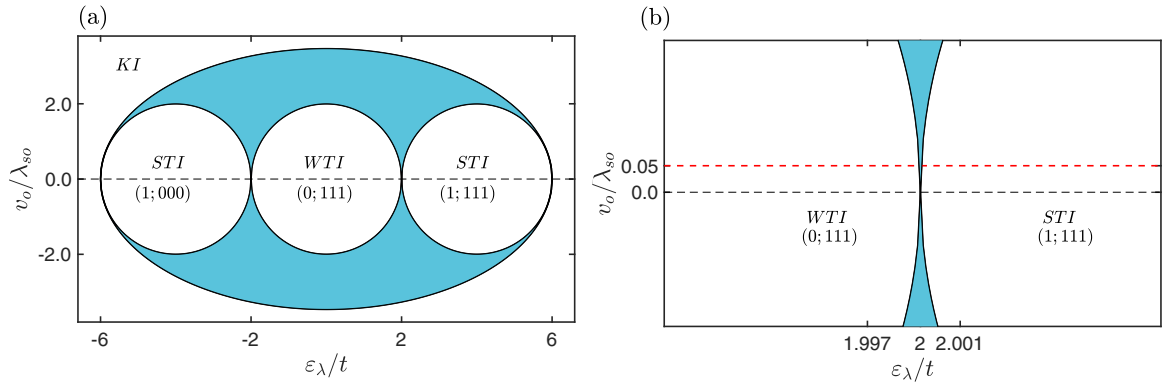 (a)
KI
2.0
0.0
-2.0
v_o/λ_so
STI
(1;000)
WTI
(0;111)
STI
(1;111)
-6
-2
2
6
ε_λ/t
(b)
0.05
0.0
v_o/λ_so
WTI
(0;111)
STI
(1;111)
1.997
2
2.001
ε_λ/t